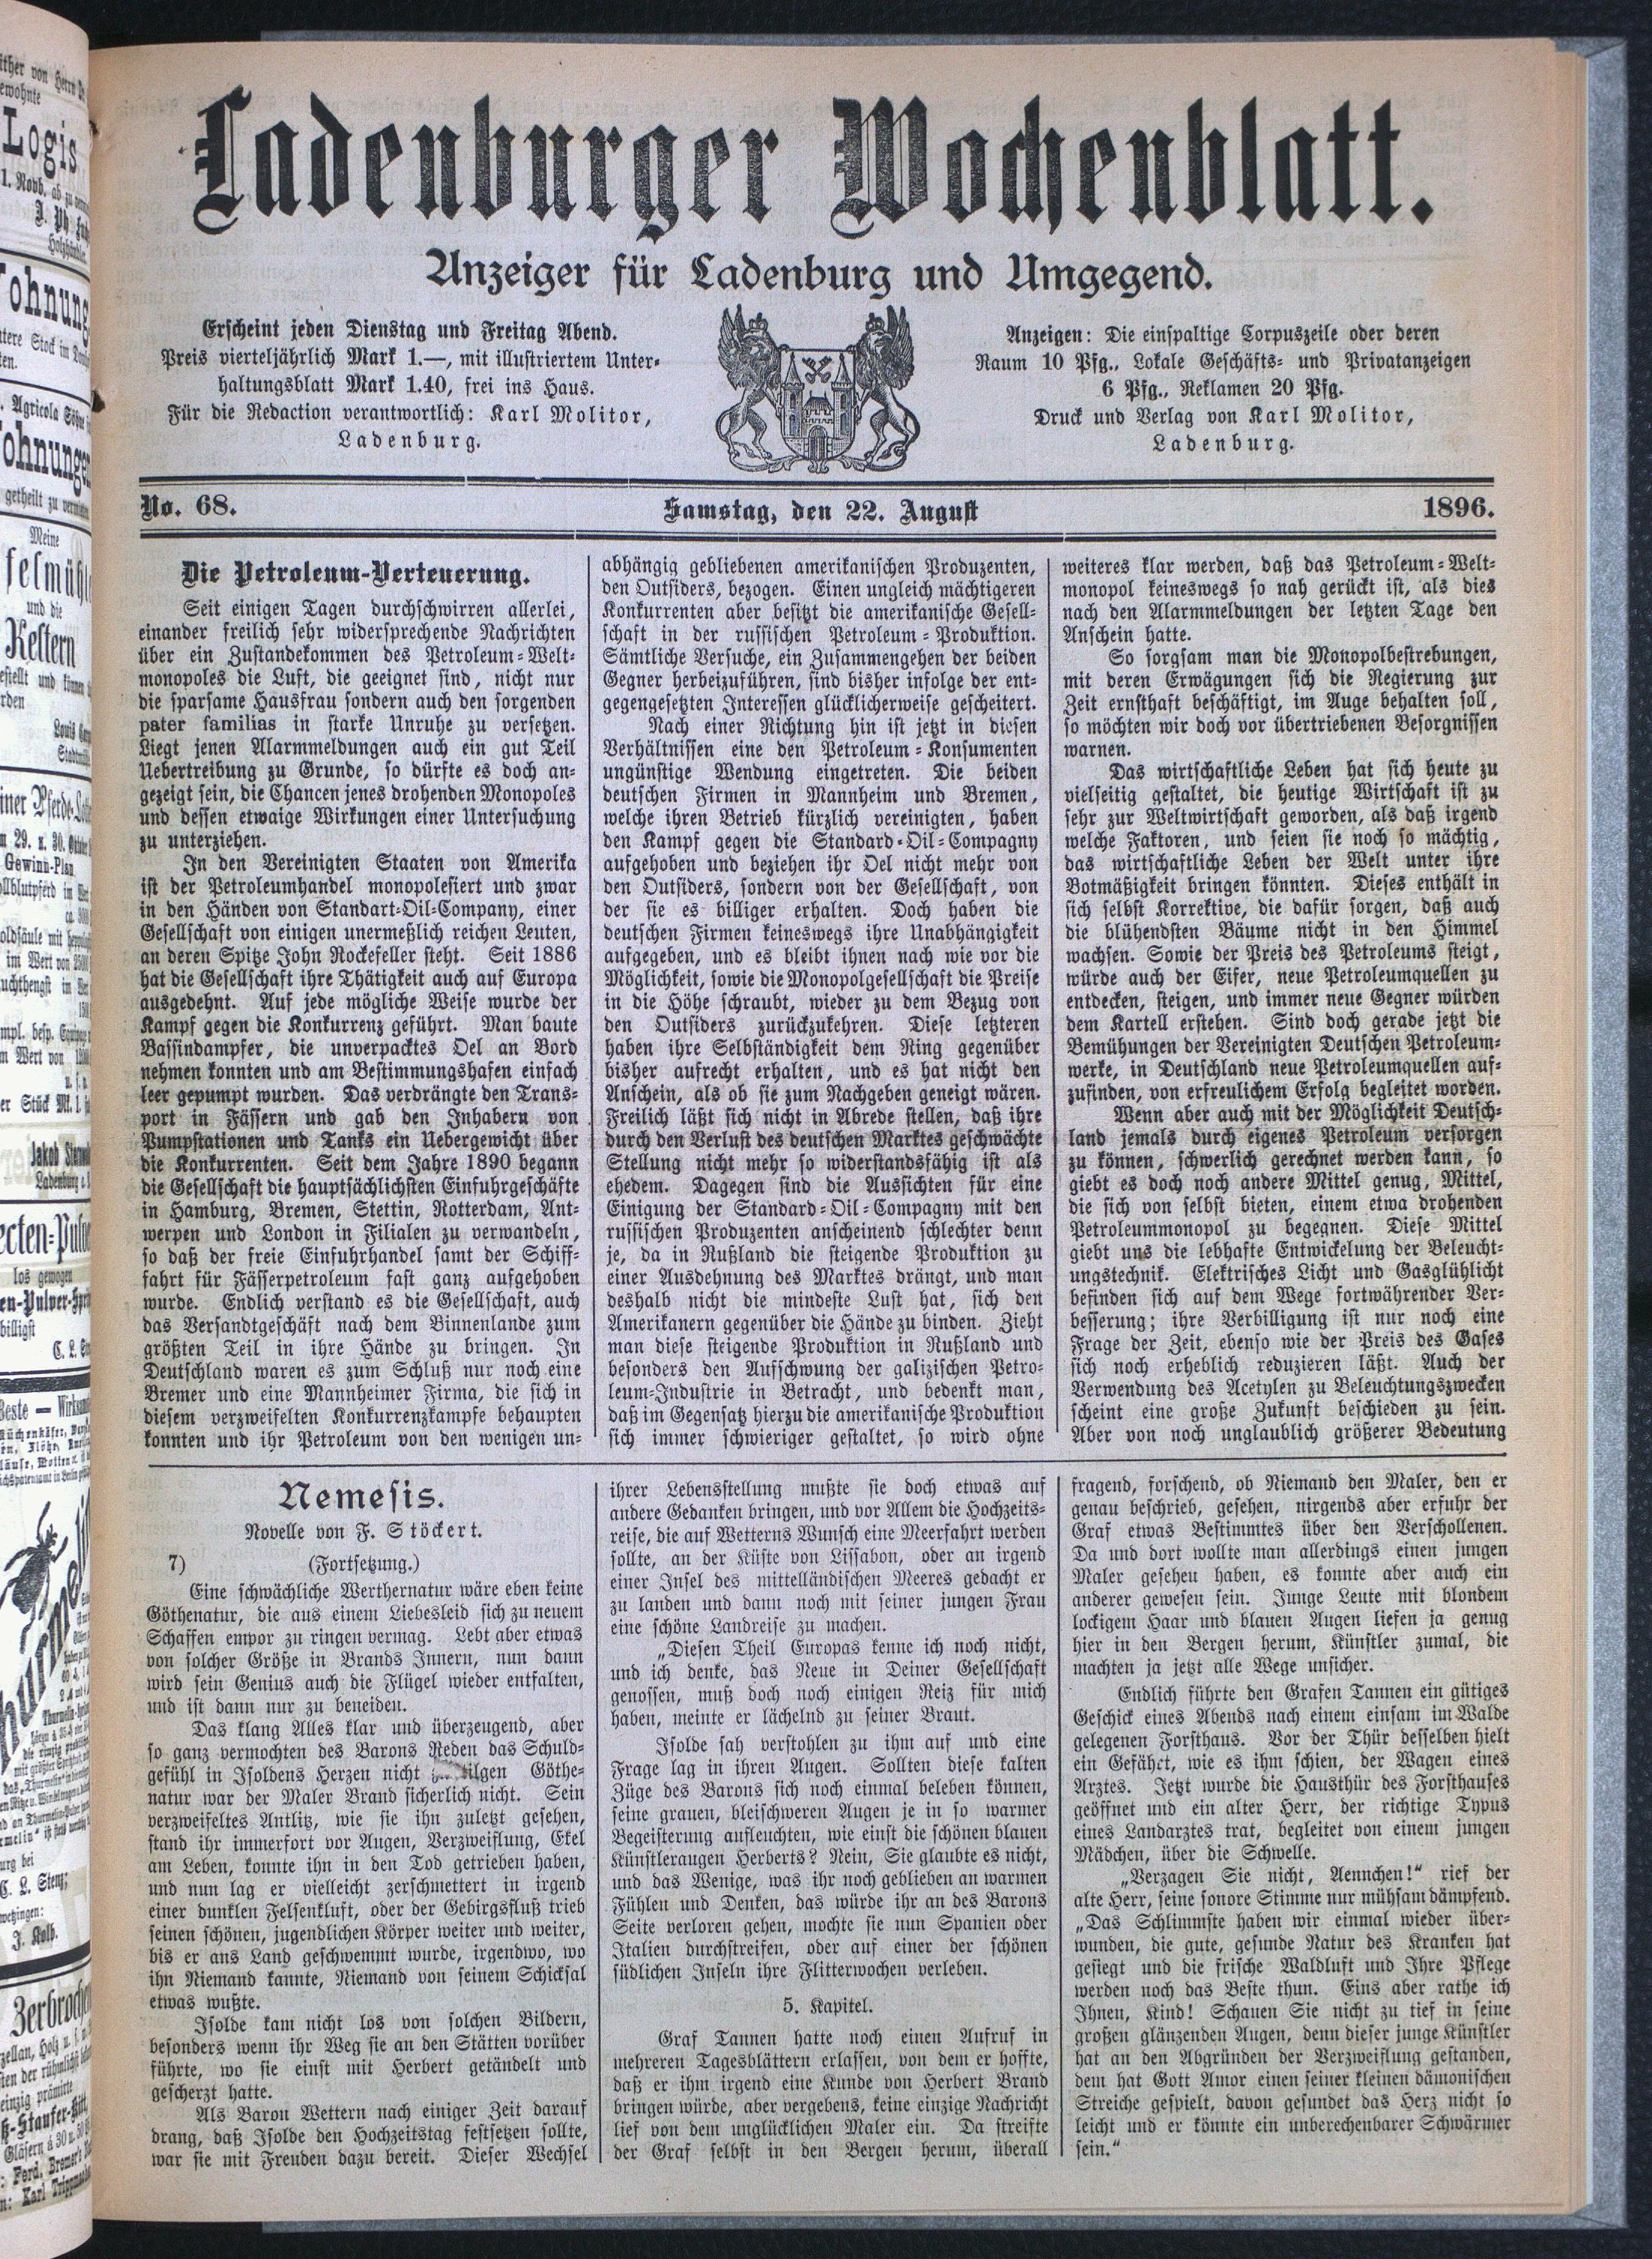 Ladenburger Wochenblatt.
Anzeiger für Ladenburg und Umgegend.
Erscheint jeden Dienstag und Freitag Abend.
Preis vierteljährlich Mark 1.—, mit illustriertem Unter-
haltungsblatt Mark 1.40, frei ins Haus.
Für die Redaction verantwortlich: Karl Molitor,
Ladenburg.
Anzeigen: Die einspaltige Corpuszeile oder deren
Raum 10 Pfg., Lokale Geschäfts- und Privatanzeigen
6 Pfg., Reklamen 20 Pfg.
Druck und Verlag von Karl Molitor,
Ladenburg.
No. 68. Samstag, den 22. August 1896.
Die Petroleum-Verteuerung.
Seit einigen Tagen durchschwirren allerlei,
einander freilich sehr widersprechende Nachrichten
über ein Zustandekommen des Petroleum-Welt-
monopoles die Luft, die geeignet sind, nicht nur
die sparsame Hausfrau sondern auch den sorgenden
pater familias in starke Unruhe zu versetzen.
Liegt jenen Alarmmeldungen auch ein gut Teil
Uebertreibung zu Grunde, so dürfte es doch an-
gezeigt sein, die Chancen jenes drohenden Monopoles
und dessen etwaige Wirkungen einer Untersuchung
zu unterziehen.
In den Vereinigten Staaten von Amerika
ist der Petroleumhandel monopolesiert und zwar
in den Händen von Standart-Oil-Company, einer
Gesellschaft von einigen unermeßlich reichen Leuten,
an deren Spitze John Rockefeller steht. Seit 1886
hat die Gesellschaft ihre Thätigkeit auch auf Europa
ausgedehnt. Auf jede mögliche Weise wurde der
Kampf gegen die Konkurrenz geführt. Man baute
Bassindampfer, die unverpacktes Oel an Bord
nehmen konnten und am Bestimmungshafen einfach
leer gepumpt wurden. Das verdrängte den Trans-
port in Fässern und gab den Inhabern von
Pumpstationen und Tanks ein Uebergewicht über
die Konkurrenten. Seit dem Jahre 1890 begann
die Gesellschaft die hauptsächlichsten Einfuhrgeschäfte
in Hamburg, Bremen, Stettin, Rotterdam, Ant-
werpen und London in Filialen zu verwandeln,
so daß der freie Einfuhrhandel samt der Schiff-
fahrt für Fässerpetroleum fast ganz aufgehoben
wurde. Endlich verstand es die Gesellschaft, auch
das Versandtgeschäft nach dem Binnenlande zum
größten Teil in ihre Hände zu bringen. In
Deutschland waren es zum Schluß nur noch eine
Bremer und eine Mannheimer Firma, die sich in
diesem verzweifelten Konkurrenzkampfe behaupten
konnten und ihr Petroleum von den wenigen un-
abhängig gebliebenen amerikanischen Produzenten,
den Outsiders, bezogen. Einen ungleich mächtigeren
Konkurrenten aber besitzt die amerikanische Gesell-
schaft in der russischen Petroleum-Produktion.
Sämtliche Versuche, ein Zusammengehen der beiden
Gegner herbeizuführen, sind bisher infolge der ent-
gegengesetzten Interessen glücklicherweise gescheitert.
Nach einer Richtung hin ist jetzt in diesen
Verhältnissen eine den Petroleum-Konsumenten
ungünstige Wendung eingetreten. Die beiden
deutschen Firmen in Mannheim und Bremen,
welche ihren Betrieb kürzlich vereinigten, haben
den Kampf gegen die Standard-Oil-Compagny
aufgehoben und beziehen ihr Oel nicht mehr von
den Outsiders, sondern von der Gesellschaft, von
der sie es billiger erhalten. Doch haben die
deutschen Firmen keineswegs ihre Unabhängigkeit
aufgegeben, und es bleibt ihnen nach wie vor die
Möglichkeit, sowie die Monopolgesellschaft die Preise
in die Höhe schraubt, wieder zu dem Bezug von
den Outsiders zurückzukehren. Diese letzteren
haben ihre Selbständigkeit dem Ring gegenüber
bisher aufrecht erhalten, und es hat nicht den
Anschein, als ob sie zum Nachgeben geneigt wären.
Freilich läßt sich nicht in Abrede stellen, daß ihre
durch den Verlust des deutschen Marktes geschwächte
Stellung nicht mehr so widerstandsfähig ist als
ehedem. Dagegen sind die Aussichten für eine
Einigung der Standard-Oil-Compagny mit den
russischen Produzenten anscheinend schlechter denn
je, da in Rußland die steigende Produktion zu
einer Ausdehnung des Marktes drängt, und man
deshalb nicht die mindeste Lust hat, sich den
Amerikanern gegenüber die Hände zu binden. Zieht
man diese steigende Produktion in Rußland und
besonders den Aufschwung der galizischen Petro-
leum-Industrie in Betracht, und bedenkt man,
daß im Gegensatz hierzu die amerikanische Produktion
sich immer schwieriger gestaltet, so wird ohne
weiteres klar werden, daß das Petroleum-Welt-
monopol keineswegs so nah gerückt ist, als dies
nach den Alarmmeldungen der letzten Tage den
Anschein hatte.
So sorgsam man die Monopolbestrebungen,
mit deren Erwägungen sich die Regierung zur
Zeit ernsthaft beschäftigt, im Auge behalten soll,
so möchten wir doch vor übertriebenen Besorgnissen
warnen.
Das wirtschaftliche Leben hat sich heute zu
vielseitig gestaltet, die heutige Wirtschaft ist zu
sehr zur Weltwirtschaft geworden, als daß irgend
welche Faktoren, und seien sie noch so mächtig,
das wirtschaftliche Leben der Welt unter ihre
Botmäßigkeit bringen könnten. Dieses enthält in
sich selbst Korrektive, die dafür sorgen, daß auch
die blühendsten Bäume nicht in den Himmel
wachsen. Sowie der Preis des Petroleums steigt,
würde auch der Eifer, neue Petroleumquellen zu
entdecken, steigen, und immer neue Gegner würden
dem Kartell erstehen. Sind doch gerade jetzt die
Bemühungen der Vereinigten Deutschen Petroleum-
werke, in Deutschland neue Petroleumquellen auf-
zufinden, von erfreulichem Erfolg begleitet worden.
Wenn aber auch mit der Möglichkeit Deutsch-
land jemals durch eigenes Petroleum versorgen
zu können, schwerlich gerechnet werden kann, so
giebt es doch noch andere Mittel genug, Mittel,
die sich von selbst bieten, einem etwa drohenden
Petroleummonopol zu begegnen. Diese Mittel
giebt uns die lebhafte Entwickelung der Beleucht-
ungstechnik. Elektrisches Licht und Gasglühlicht
befinden sich auf dem Wege fortwährender Ver-
besserung; ihre Verbilligung ist nur noch eine
Frage der Zeit, ebenso wie der Preis des Gases
sich noch erheblich reduzieren läßt. Auch der
Verwendung des Acetylen zu Beleuchtungszwecken
scheint eine große Zukunft beschieden zu sein.
Aber von noch unglaublich größerer Bedeutung
Nemesis.
Novelle von F. Stöckert.
7) (Fortsetzung.)
Eine schwächliche Werthernatur wäre eben keine
Göthenatur, die aus einem Liebesleid sich zu neuem
Schaffen empor zu ringen vermag. Lebt aber etwas
von solcher Größe in Brands Innern, nun dann
wird sein Genius auch die Flügel wieder entfalten,
und ist dann nur zu beneiden.
Das klang Alles klar und überzeugend, aber
so ganz vermochten des Barons Reden das Schuld-
gefühl in Isoldens Herzen nicht Göthe-
natur war der Maler Brand sicherlich nicht. Sein
verzweifeltes Antlitz, wie sie ihn zuletzt gesehen,
stand ihr immerfort vor Augen, Verzweiflung, Ekel
am Leben, konnte ihn in den Tod getrieben haben,
und nun lag er vielleicht zerschmettert in irgend
einer dunklen Felsenkluft, oder der Gebirgsfluß trieb
seinen schönen, jugendlichen Körper weiter und weiter,
bis er ans Land geschwemmt wurde, irgendwo, wo
ihn Niemand kannte, Niemand von seinem Schicksal
etwas wußte.
Isolde kam nicht los von solchen Bildern,
besonders wenn ihr Weg sie an den Stätten vorüber
führte, wo sie einst mit Herbert getändelt und
gescherzt hatte.
Als Baron Wettern nach einiger Zeit darauf
drang, daß Isolde den Hochzeitstag festsetzen sollte,
war sie mit Freuden dazu bereit. Dieser Wechsel
ihrer Lebensstellung mußte sie doch etwas auf
andere Gedanken bringen, und vor Allem die Hochzeits-
reise, die auf Wetterns Wunsch eine Meerfahrt werden
sollte, an der Küste von Lissabon, oder an irgend
einer Insel des mittelländischen Meeres gedacht er
zu landen und dann noch mit seiner jungen Frau
eine schöne Landreise zu machen.
„Diesen Theil Europas kenne ich noch nicht,
und ich denke, das Neue in Deiner Gesellschaft
genossen, muß doch noch einigen Reiz für mich
haben, meinte er lächelnd zu seiner Braut.
Isolde sah verstohlen zu ihm auf und eine
Frage lag in ihren Augen. Sollten diese kalten
Züge des Barons sich noch einmal beleben können,
seine grauen, bleischweren Augen je in so warmer
Begeisterung aufleuchten, wie einst die schönen blauen
Künstleraugen Herberts? Nein, Sie glaubte es nicht,
und das Wenige, was ihr noch geblieben an warmen
Fühlen und Denken, das würde ihr an des Barons
Seite verloren gehen, mochte sie nun Spanien oder
Italien durchstreifen, oder auf einer der schönen
südlichen Inseln ihre Flitterwochen verleben.
5. Kapitel.
Graf Tannen hatte noch einen Aufruf in
mehreren Tagesblättern erlassen, von dem er hoffte,
daß er ihm irgend eine Kunde von Herbert Brand
bringen würde, aber vergebens, keine einzige Nachricht
lief von dem unglücklichen Maler ein. Da streifte
der Graf selbst in den Bergen herum, überall
fragend, forschend, ob Niemand den Maler, den er
genau beschrieb, gesehen, nirgends aber erfuhr der
Graf etwas Bestimmtes über den Verschollenen.
Da und dort wollte man allerdings einen jungen
Maler geseheu haben, es konnte aber auch ein
anderer gewesen sein. Junge Leute mit blondem
lockigem Haar und blauen Augen liefen ja genug
hier in den Bergen herum, Künstler zumal, die
machten ja jetzt alle Wege unsicher.
Endlich führte den Grafen Tannen ein gütiges
Geschick eines Abends nach einem einsam im Walde
gelegenen Forsthaus. Vor der Thür desselben hielt
ein Gefährt, wie es ihm schien, der Wagen eines
Arztes. Jetzt wurde die Hausthür des Forsthauses
geöffnet und ein alter Herr, der richtige Typus
eines Landarztes trat, begleitet von einem jungen
Mädchen, über die Schwelle.
„Verzagen Sie nicht, Aennchen!“ rief der
alte Herr, seine sonore Stimme nur mühsam dämpfend.
„Das Schlimmste haben wir einmal wieder über-
wunden, die gute, gesunde Natur des Kranken hat
gesiegt und die frische Waldluft und Ihre Pflege
werden noch das Beste thun. Eins aber rathe ich
Ihnen, Kind! Schauen Sie nicht zu tief in seine
großen glänzenden Augen, denn dieser junge Künstler
hat an den Abgründen der Verzweiflung gestanden,
dem hat Gott Amor einen seiner kleinen dämonischen
Streiche gespielt, davon gesundet das Herz nicht so
leicht und er könnte ein unberechenbarer Schwärmer
sein.“